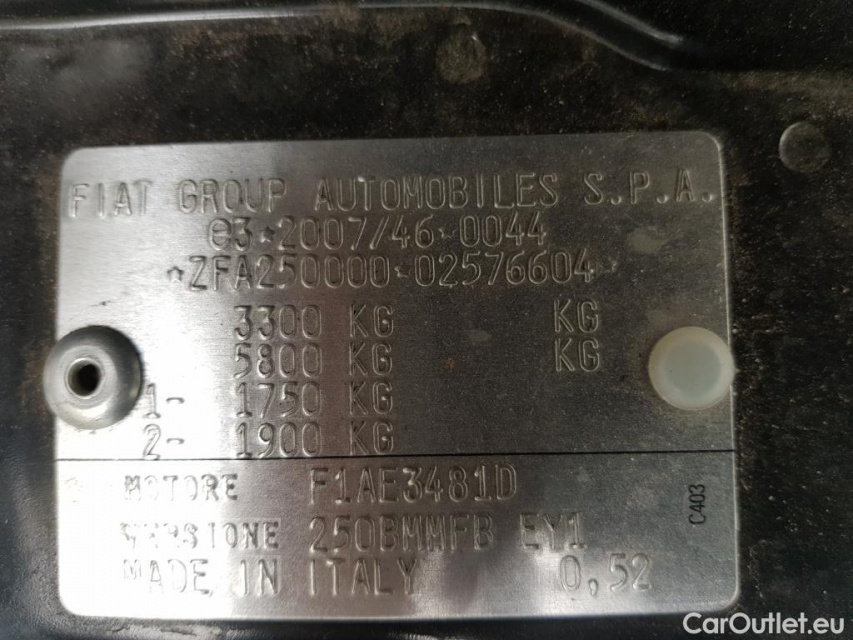 FIAT GROUP AUTOMOBILES S.P.A.
e3*2007/46*0044
*ZFA250000*02576604*
3300 KG KG
5800 KG KG
1- 1750 KG
2- 1900 KG
MOTORE F1AE3481D
VERSIONE 250BMMFB EY1
MADE IN ITALY 0,52
C403
CarOutlet.eu